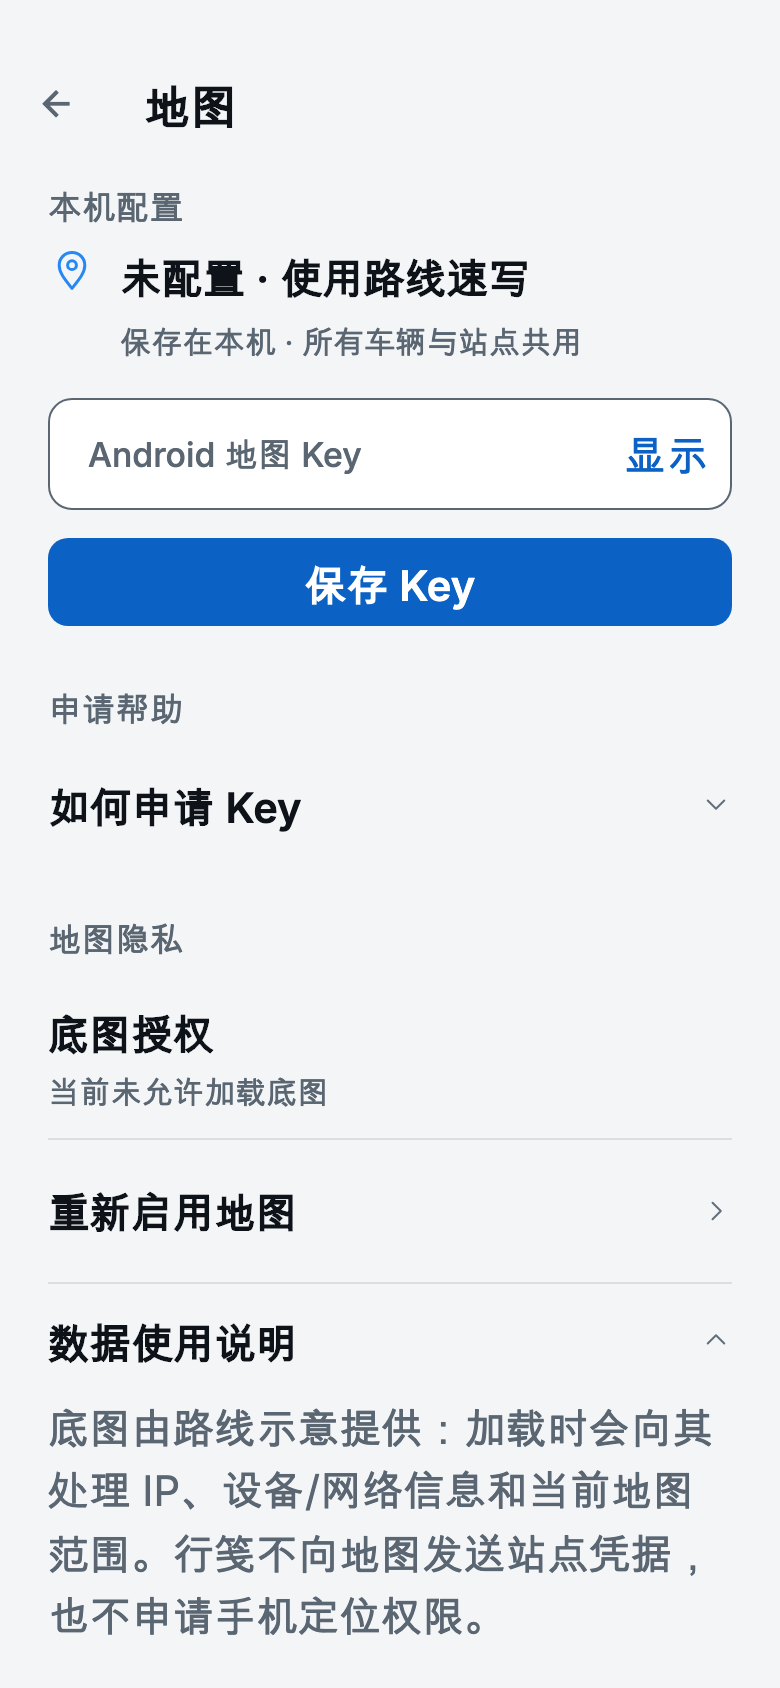 地图
本机配置
未配置 · 使用路线速写
保存在本机 · 所有车辆与站点共用
Android 地图 Key
显示
保存 Key
申请帮助
如何申请 Key
地图隐私
底图授权
当前未允许加载底图
重新启用地图
数据使用说明
底图由路线示意提供：加载时会向其
处理 IP、设备/网络信息和当前地图
范围。行笺不向地图发送站点凭据，
也不申请手机定位权限。